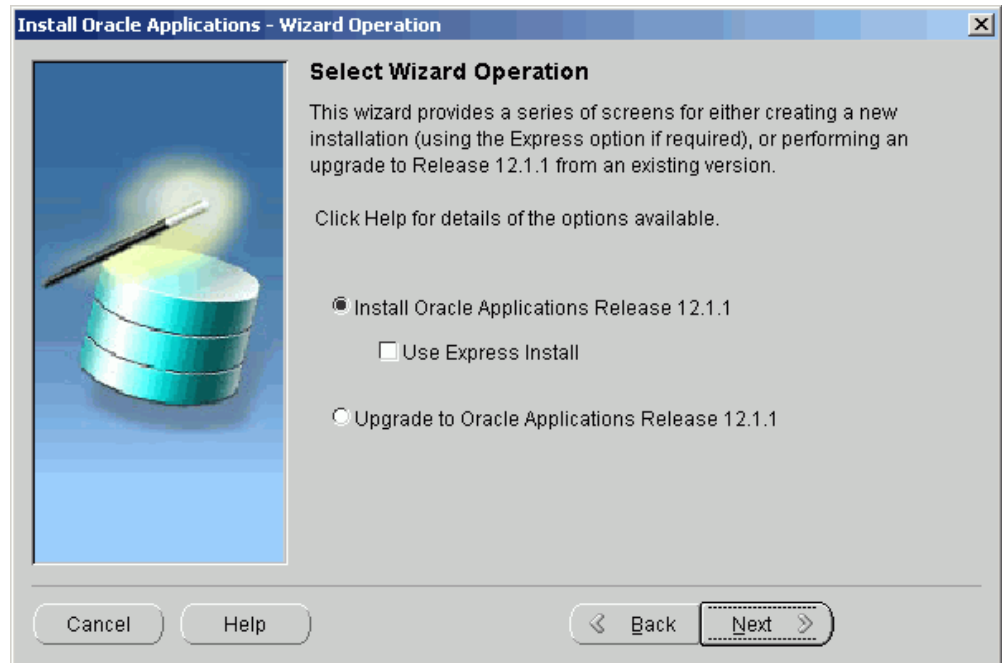 Install Oracle Applications - Wizard Operation
Select Wizard Operation
This wizard provides a series of screens for either creating a new
installation (using the Express option if required), or performing an
upgrade to Release 12.1.1 from an existing version.
Click Help for details of the options available.
Install Oracle Applications Release 12.1.1
Use Express Install
Upgrade to Oracle Applications Release 12.1.1
Cancel Help Back Next